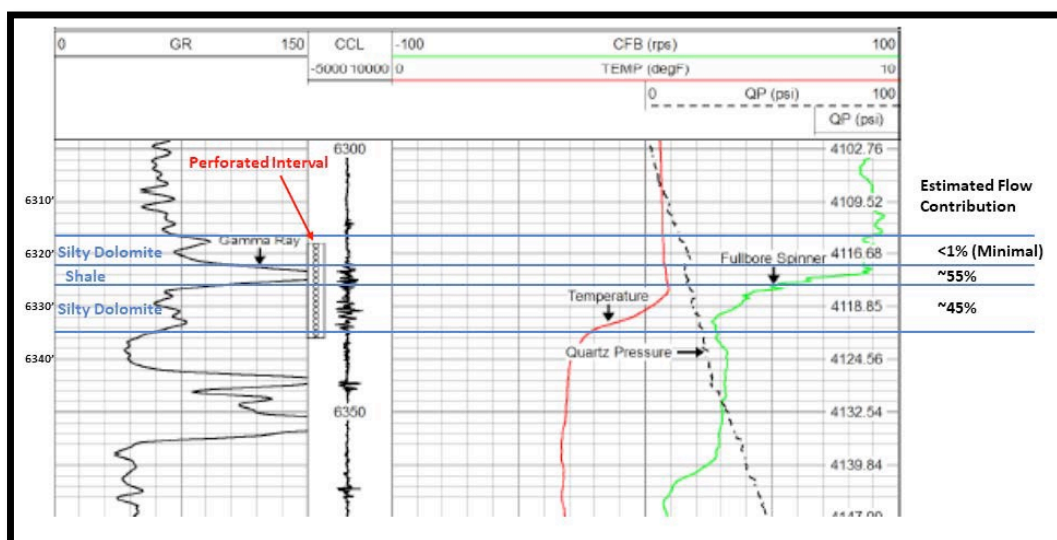 0 GR 150 CCL -100 CFB (rps) 100
-5000 10000 0 TEMP (degF) 10
0 QP (psi) 100
QP (psi)
6300 4102.76
Perforated Interval
Estimated Flow
Contribution
6310' 4109.52
Gamma Ray
6320' Silty Dolomite 4116.68 <1% (Minimal)
Fullbore Spinner
Shale ~55%
Temperature
6330' Silty Dolomite 4118.85 ~45%
Quartz Pressure
6340' 4124.56
6350 4132.54
4139.84